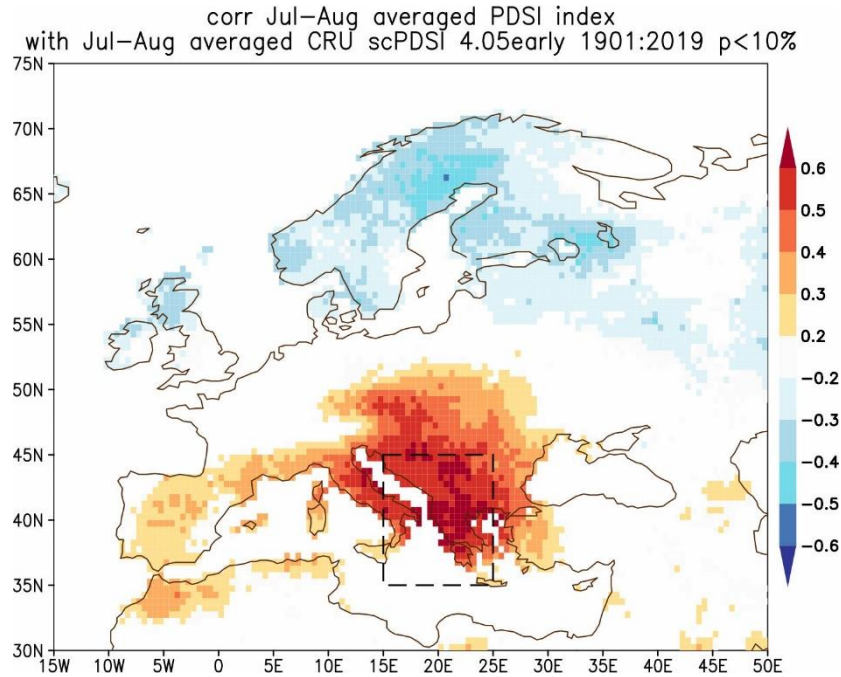 corr Jul-Aug averaged PDSI index
with Jul-Aug averaged CRU scPDSI 4.05early 1901:2019 p<10%
75N
70N
65N
60N
55N
50N
45N
40N
35N
30N
15W 10W 5W 0 5E 10E 15E 20E 25E 30E 35E 40E 45E 50E
0.6
0.5
0.4
0.3
0.2
-0.2
-0.3
-0.4
-0.5
-0.6